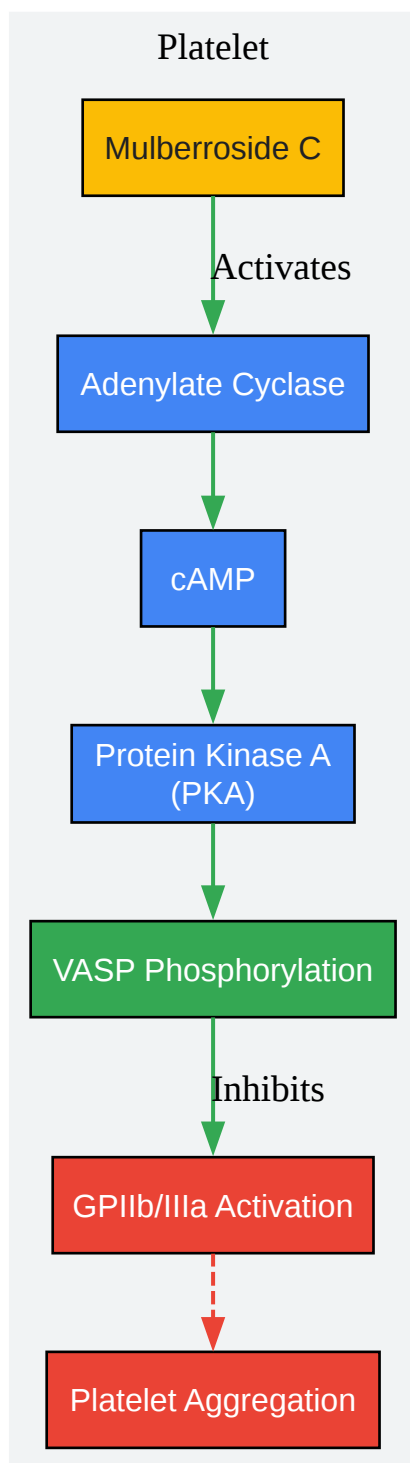 Platelet
Mulberroside C
Activates
Adenylate Cyclase
cAMP
Protein Kinase A
(PKA)
VASP Phosphorylation
Inhibits
GPIIb/IIIa Activation
Platelet Aggregation